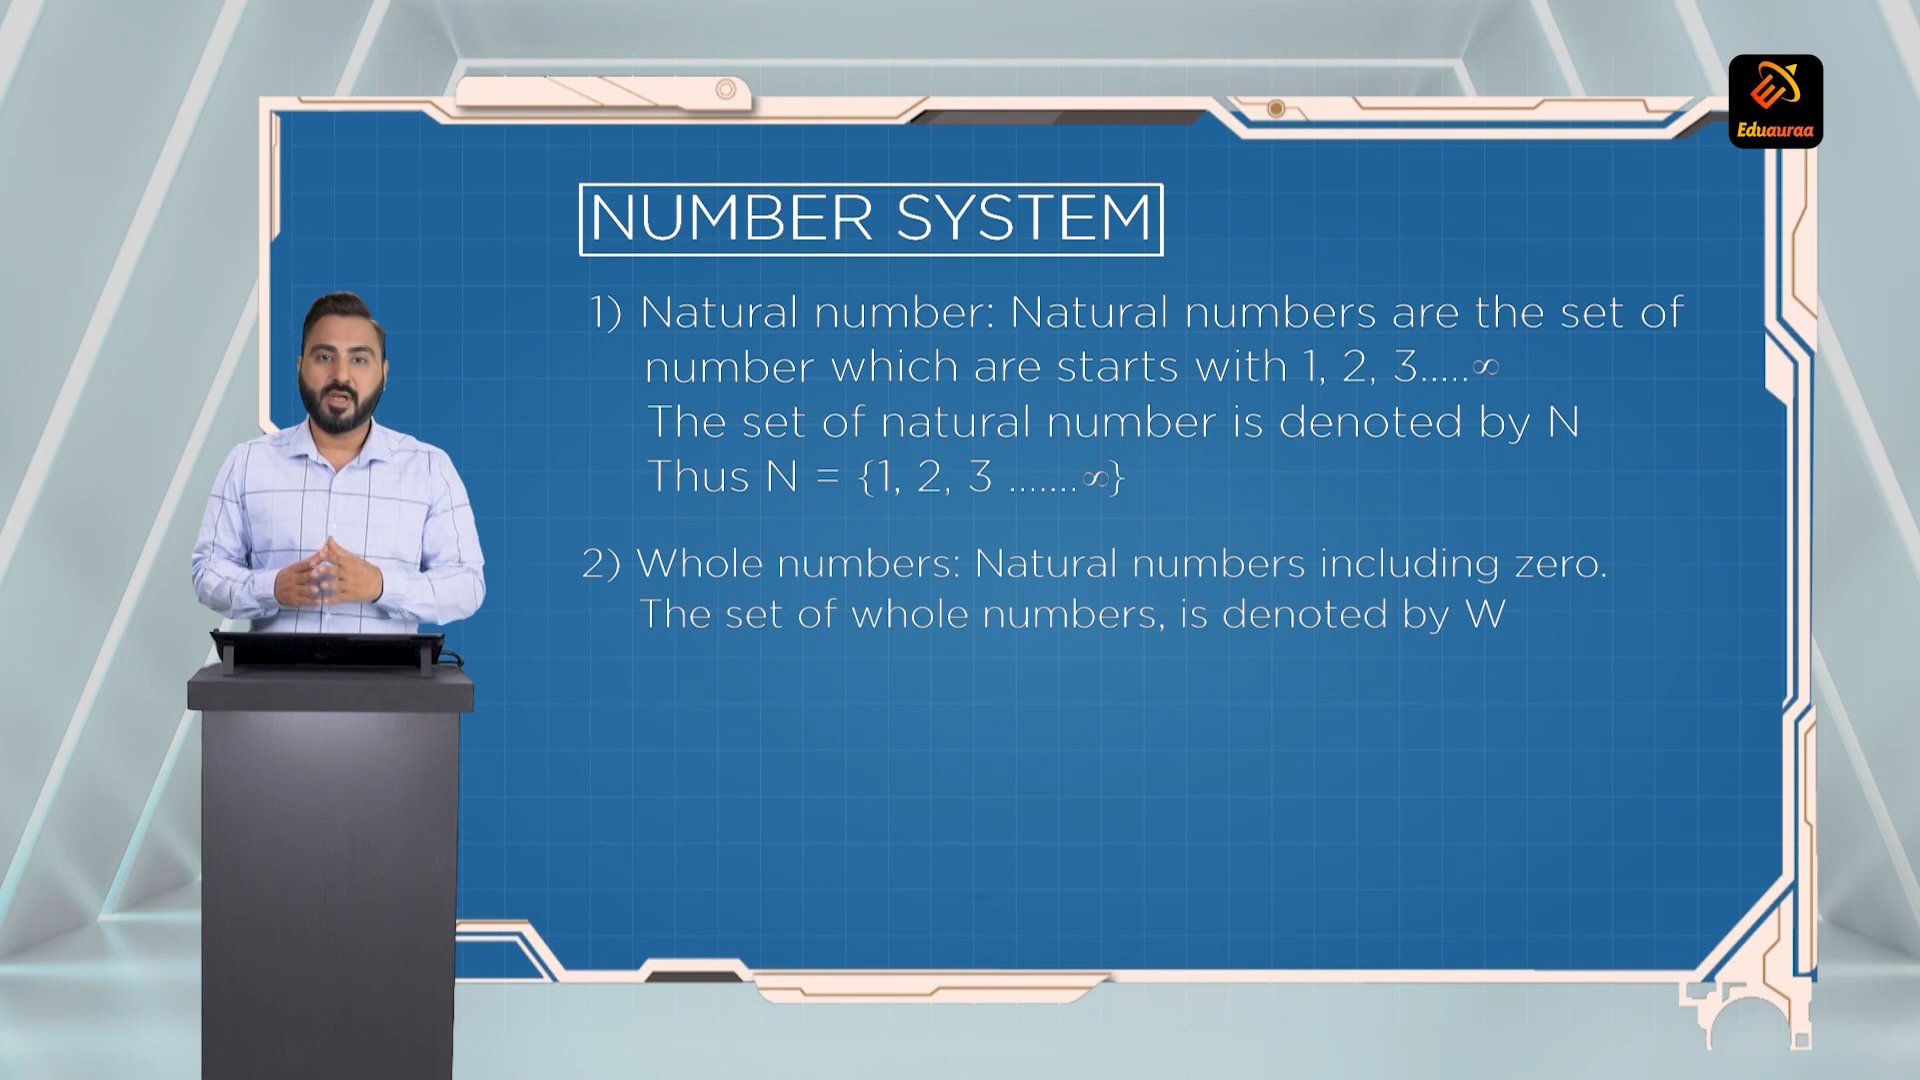 Eduauraa
NUMBER SYSTEM
1) Natural number: Natural numbers are the set of
number which are starts with 1, 2, 3.....∞
The set of natural number is denoted by N
Thus N = {1, 2, 3 .......∞}
2) Whole numbers: Natural numbers including zero.
The set of whole numbers, is denoted by W